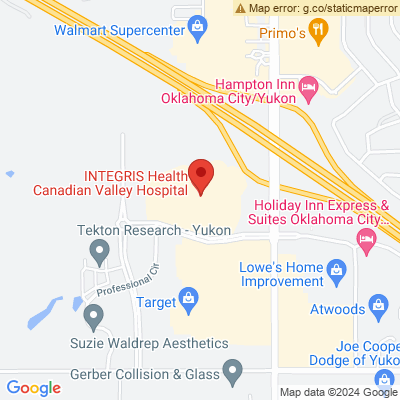 Map error: g.co/staticmaperror
Walmart Supercenter
Primo's
Hampton Inn
Oklahoma City/Yukon
INTEGRIS Health
Canadian Valley Hospital
Holiday Inn Express &
Suites Oklahoma City...
Tekton Research - Yukon
Professional Cir
Lowe's Home
Improvement
Target
Atwoods
Suzie Waldrep Aesthetics
Joe Cooper
Dodge of Yuko
Gerber Collision & Glass
Google
Map data ©2024 Google